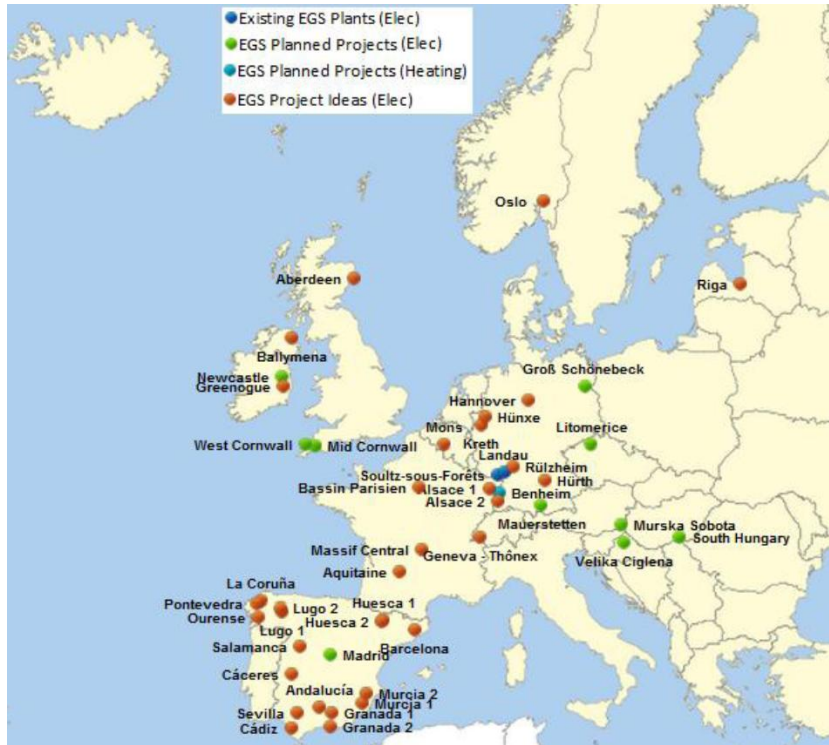 Existing EGS Plants (Elec)
EGS Planned Projects (Elec)
EGS Planned Projects (Heating)
EGS Project Ideas (Elec)
Oslo
Aberdeen
Riga
Ballymena
Newcastle
Greenogue
Groß Schönebeck
Hannover
Hünxe
Mons
Kreth
Litomerice
West Cornwall
Mid Cornwall
Landau
Rülzheim
Soultz-sous-Forêts
Hürth
Bassin Parisien
Alsace 1
Benheim
Alsace 2
Mauerstetten
Murska Sobota
South Hungary
Massif Central
Geneva - Thônex
Velika Ciglena
Aquitaine
La Coruña
Pontevedra
Lugo 2
Huesca 1
Ourense
Huesca 2
Lugo 1
Salamanca
Barcelona
Madrid
Cáceres
Andalucía
Murcia 2
Murcia 1
Sevilla
Granada 1
Cádiz
Granada 2